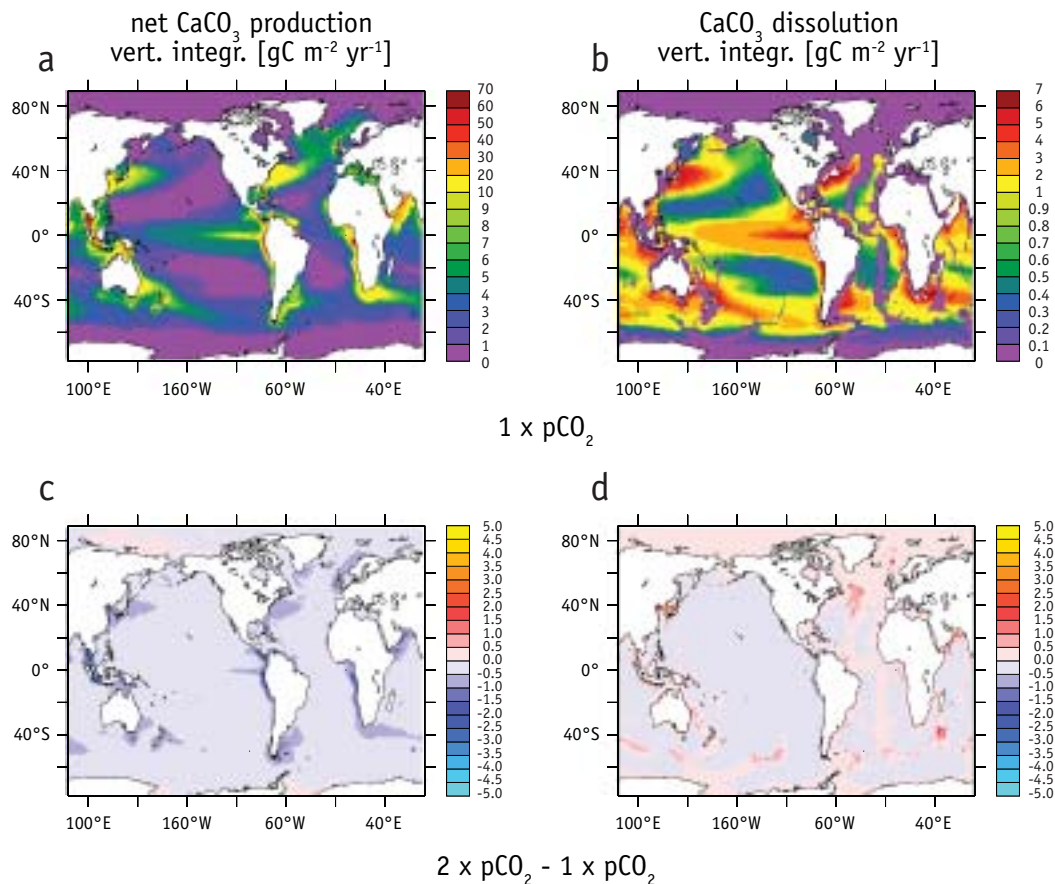 net CaCO₃ production
vert. integr. [gC m⁻² yr⁻¹]
CaCO₃ dissolution
vert. integr. [gC m⁻² yr⁻¹]
a
80°N
40°N
0°
40°S
100°E
160°W
60°W
40°E
70
60
50
40
30
20
10
9
8
7
6
5
4
3
2
1
0
b
80°N
40°N
0°
40°S
100°E
160°W
60°W
40°E
7
6
5
4
3
2
1
0.9
0.8
0.7
0.6
0.5
0.4
0.3
0.2
0.1
0
1 x pCO₂
c
80°N
40°N
0°
40°S
100°E
160°W
60°W
40°E
5.0
4.5
4.0
3.5
3.0
2.5
2.0
1.5
1.0
0.5
0.0
-0.5
-1.0
-1.5
-2.0
-2.5
-3.0
-3.5
-4.0
-4.5
-5.0
d
80°N
40°N
0°
40°S
100°E
160°W
60°W
40°E
5.0
4.5
4.0
3.5
3.0
2.5
2.0
1.5
1.0
0.5
0.0
-0.5
-1.0
-1.5
-2.0
-2.5
-3.0
-3.5
-4.0
-4.5
-5.0
2 x pCO₂ - 1 x pCO₂